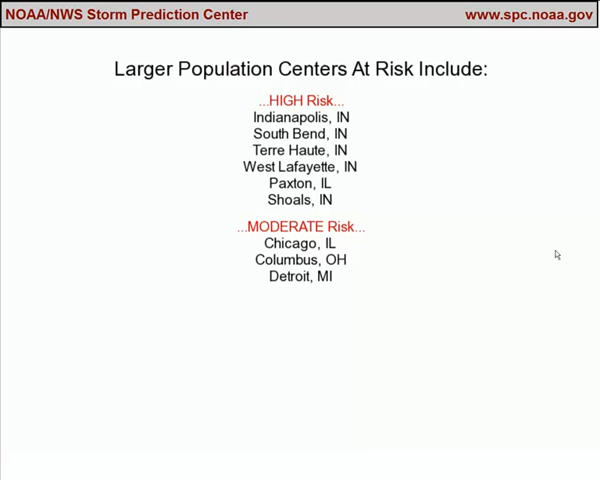 NOAA/NWS Storm Prediction Center
www.spc.noaa.gov
Larger Population Centers At Risk Include:
...HIGH Risk...
Indianapolis, IN
South Bend, IN
Terre Haute, IN
West Lafayette, IN
Paxton, IL
Shoals, IN
...MODERATE Risk...
Chicago, IL
Columbus, OH
Detroit, MI